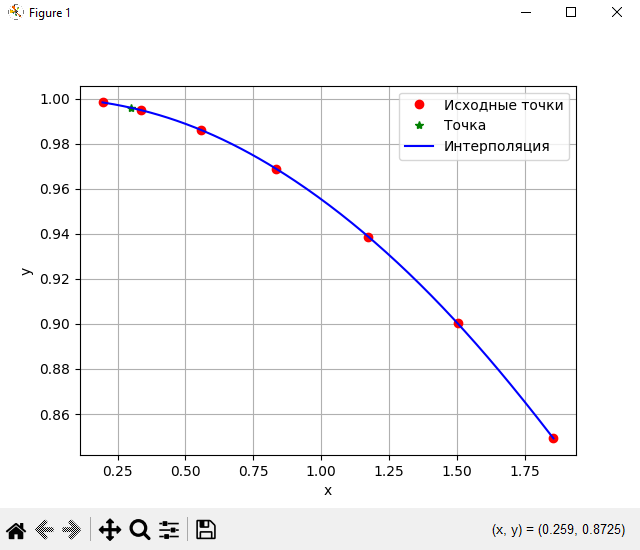 Figure 1
Исходные точки
Точка
Интерполяция
1.00
0.98
0.96
0.94
0.92
0.90
0.88
0.86
y
0.25 0.50 0.75 1.00 1.25 1.50 1.75
x
(x, y) = (0.259, 0.8725)